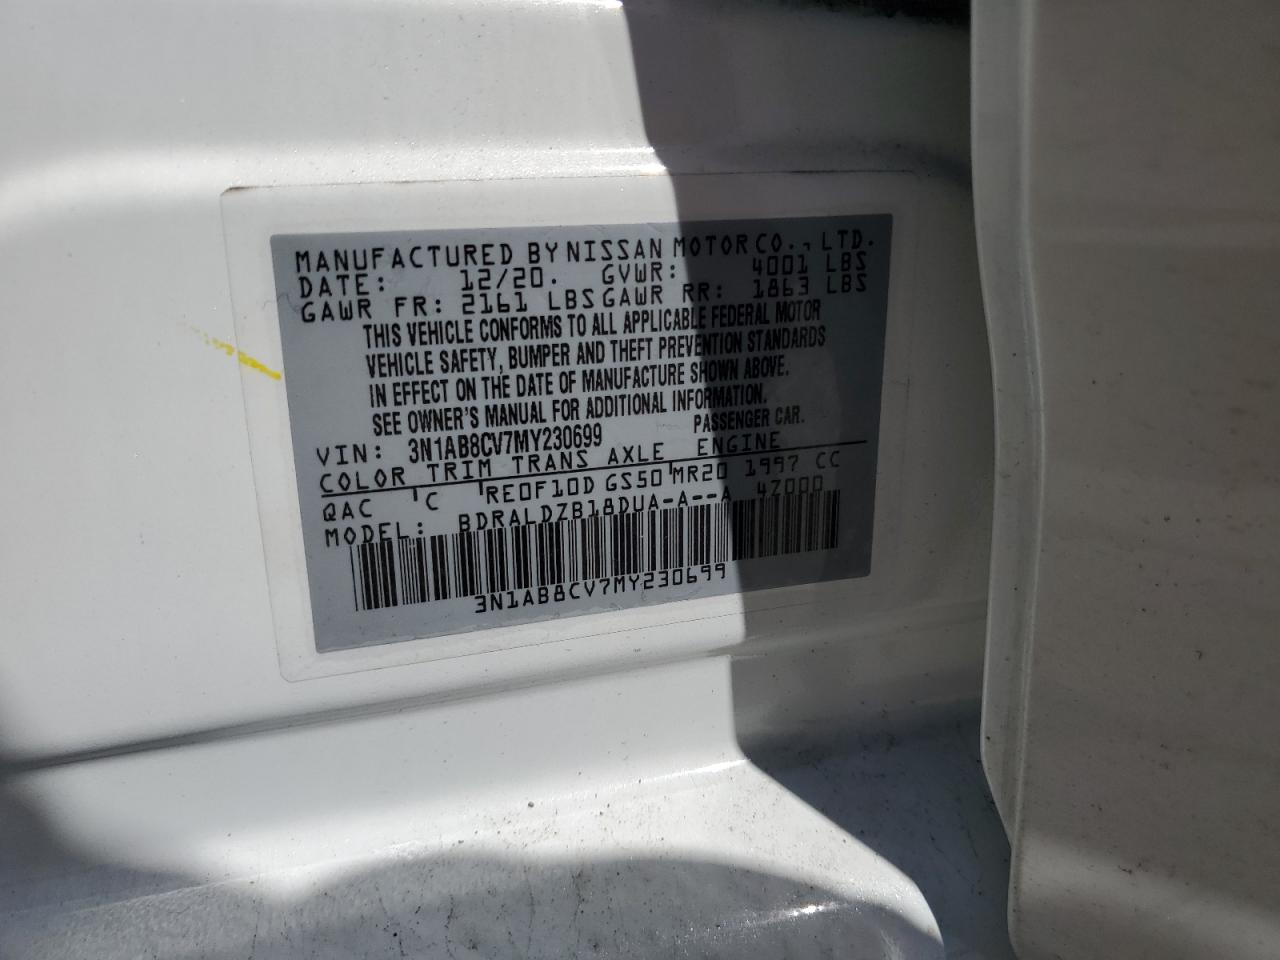 MANUFACTURED BY NISSAN MOTOR CO., LTD.
DATE: 12/20. GVWR: 4001 LBS
GAWR FR: 2161 LBS GAWR RR: 1863 LBS
THIS VEHICLE CONFORMS TO ALL APPLICABLE FEDERAL MOTOR
VEHICLE SAFETY, BUMPER AND THEFT PREVENTION STANDARDS
IN EFFECT ON THE DATE OF MANUFACTURE SHOWN ABOVE.
SEE OWNER'S MANUAL FOR ADDITIONAL INFORMATION.
VIN: 3N1AB8CV7MY230699 PASSENGER CAR.
COLOR TRIM TRANS AXLE ENGINE
QAC C RE0F10D GS50 MR20 1997 CC
MODEL: BDRALDZB18DUA-A--A 47000
3N1AB8CV7MY230699